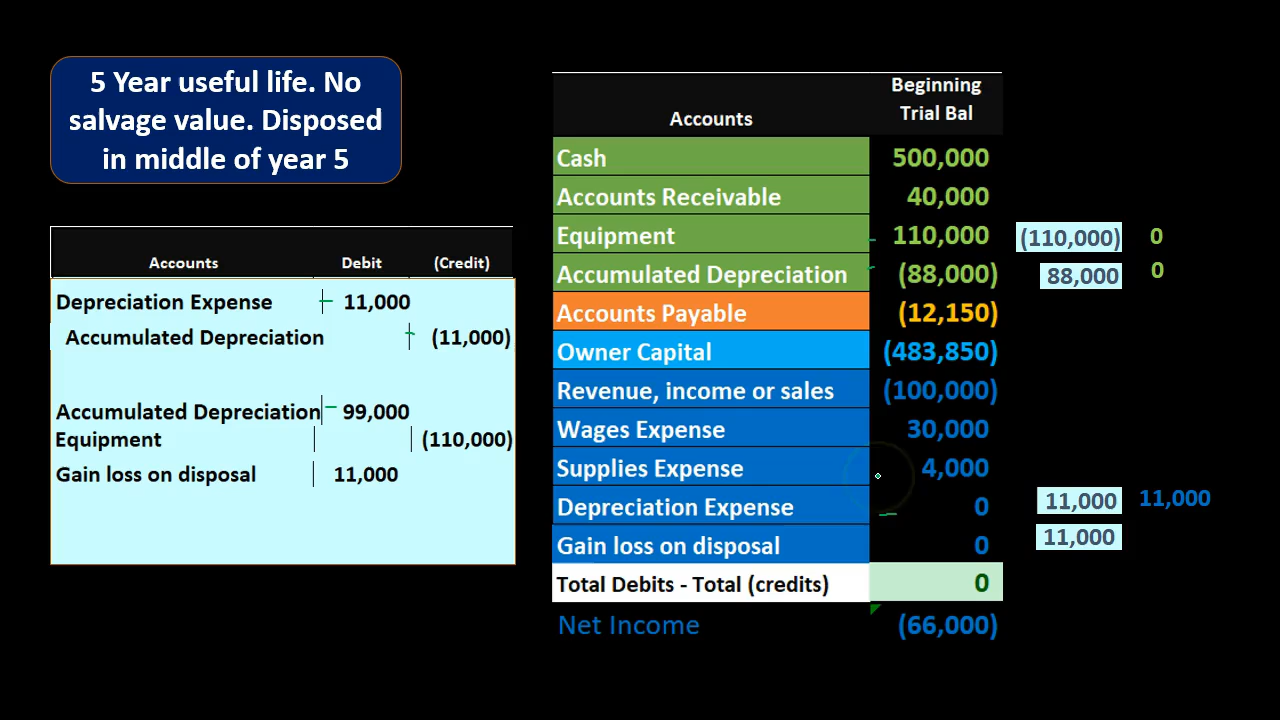 5 Year useful life. No
salvage value. Disposed
in middle of year 5
Accounts Debit (Credit)
Depreciation Expense 11,000
Accumulated Depreciation (11,000)
Accumulated Depreciation 99,000
Equipment (110,000)
Gain loss on disposal 11,000
Beginning
Accounts Trial Bal
Cash 500,000
Accounts Receivable 40,000
Equipment 110,000 (110,000) 0
Accumulated Depreciation (88,000) 88,000 0
Accounts Payable (12,150)
Owner Capital (483,850)
Revenue, income or sales (100,000)
Wages Expense 30,000
Supplies Expense 4,000
Depreciation Expense 0 11,000 11,000
Gain loss on disposal 0 11,000
Total Debits - Total (credits) 0
Net Income (66,000)